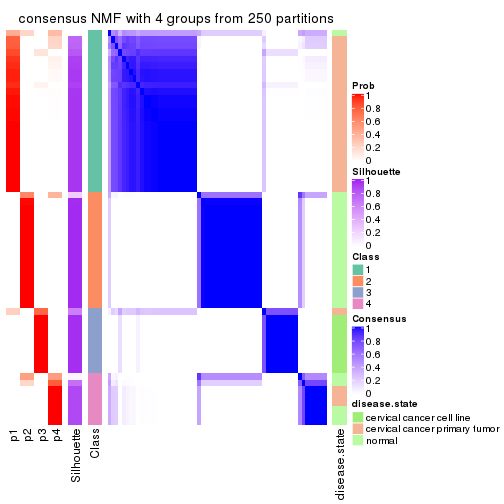 consensus NMF with 4 groups from 250 partitions
Prob
1
0.8
0.6
0.4
0.2
0
Silhouette
1
0.8
0.6
0.4
0.2
0
Class
1
2
3
4
Consensus
1
0.8
0.6
0.4
0.2
0
disease.state
cervical cancer cell line
cervical cancer primary tumor
normal
p1
p2
p3
p4
Silhouette
Class
disease.state